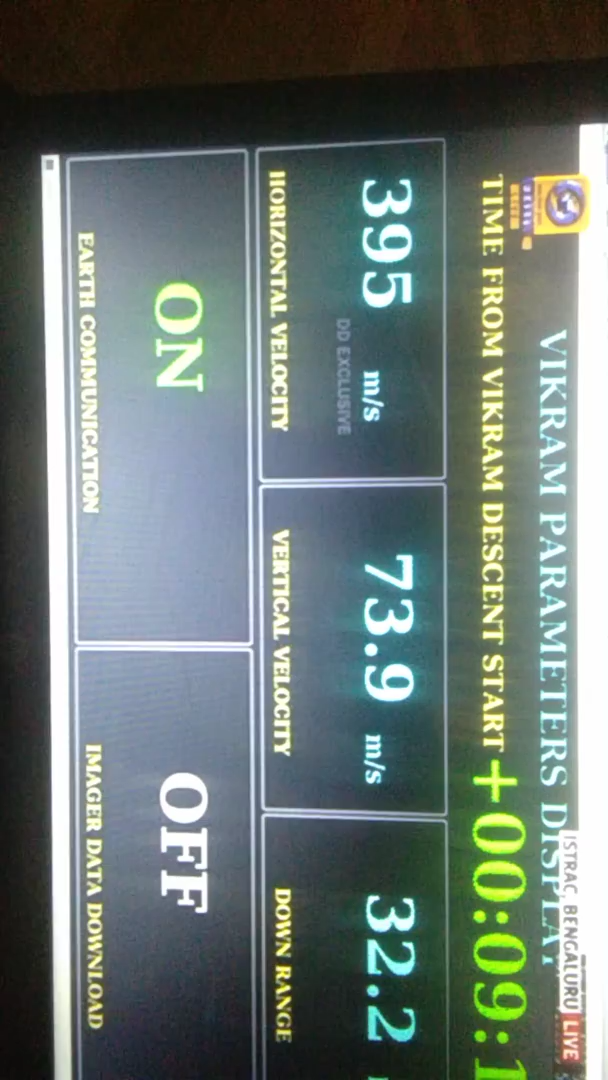 ISTRAC, BENGALURU LIVE
VIKRAM PARAMETERS DISPLAY
TIME FROM VIKRAM DESCENT START +00:09:1
395 m/s
DD EXCLUSIVE
HORIZONTAL VELOCITY
73.9 m/s
VERTICAL VELOCITY
32.2
DOWN RANGE
ON
EARTH COMMUNICATION
OFF
IMAGER DATA DOWNLOAD